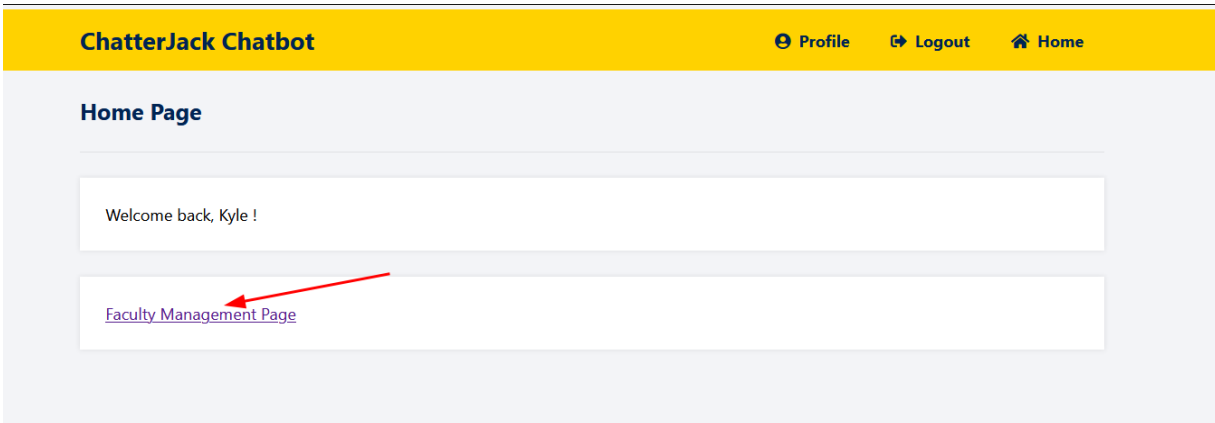 ChatterJack Chatbot
Profile Logout Home
Home Page
Welcome back, Kyle !
Faculty Management Page